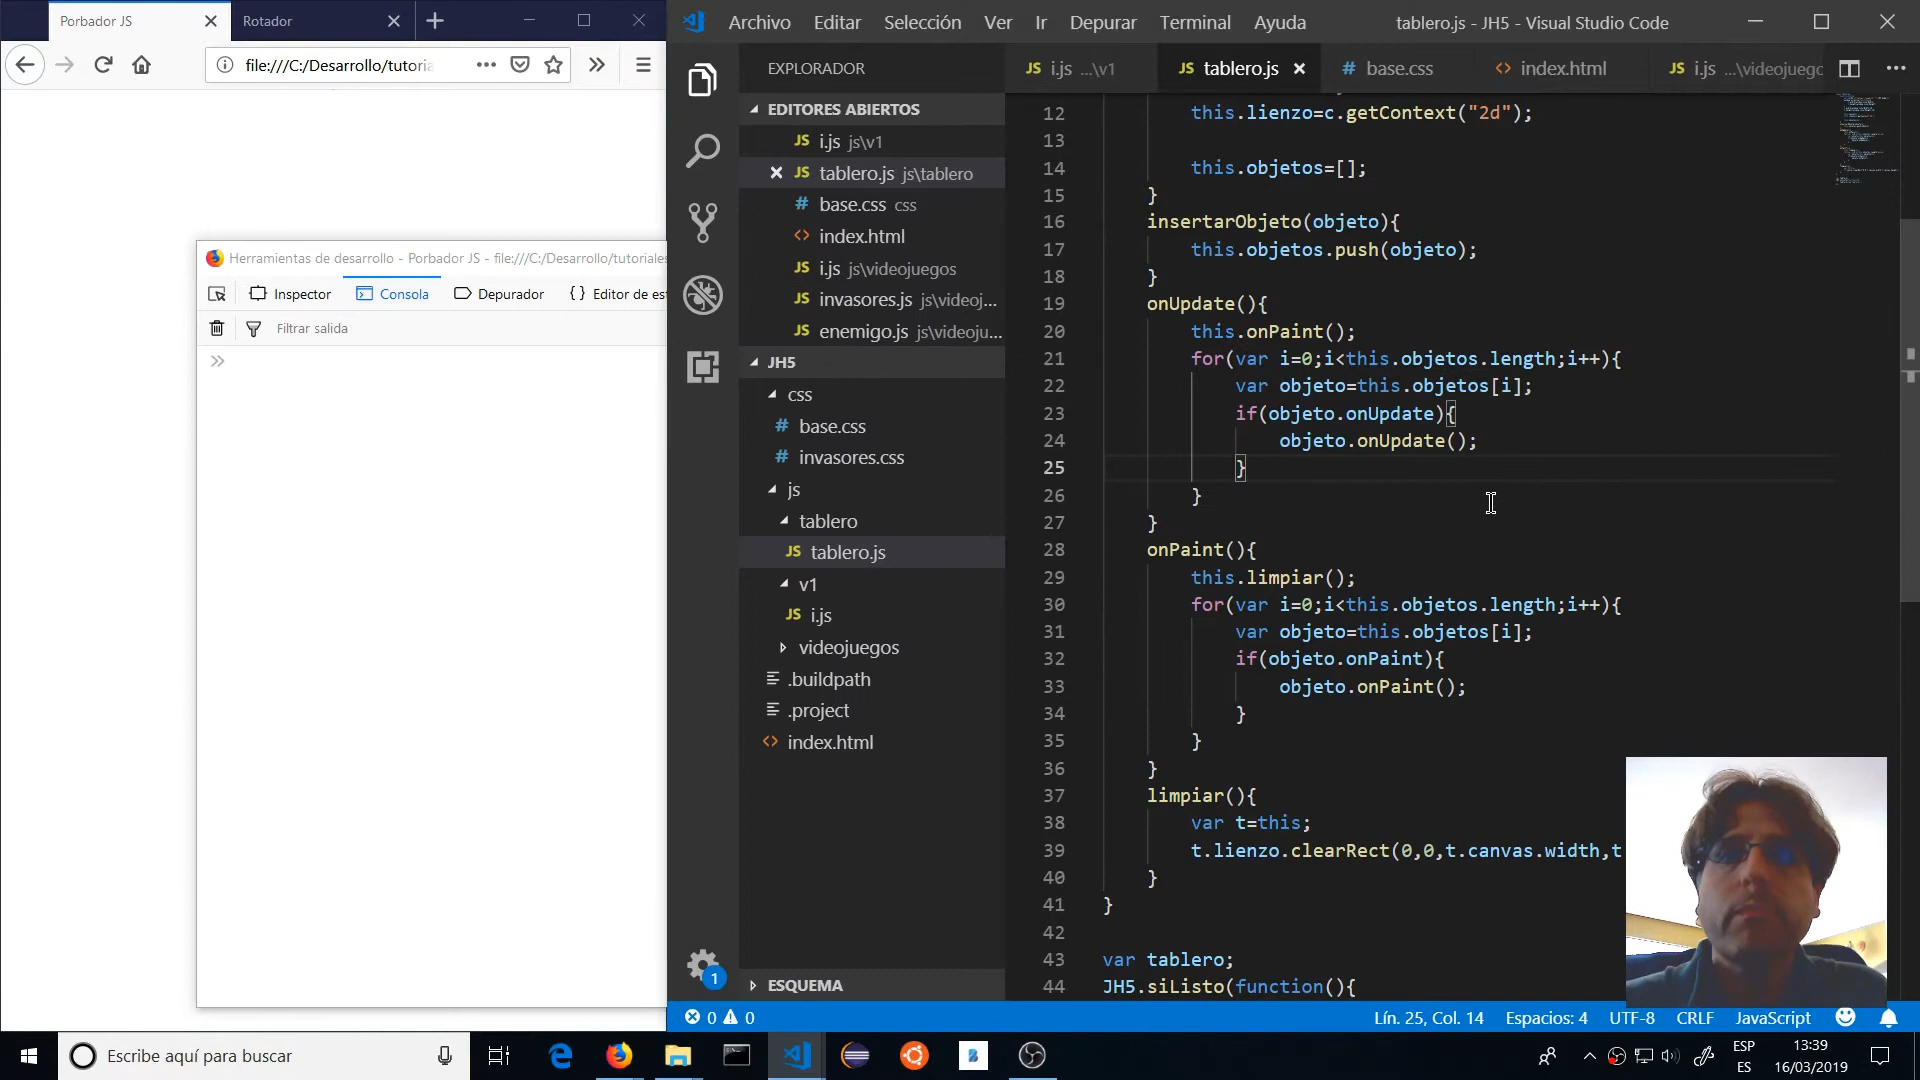 Porbador JS
Rotador
file:///C:/Desarrollo/tutoria
Herramientas de desarrollo - Porbador JS - file:///C:/Desarrollo/tutoriales
Inspector
Consola
Depurador
{ } Editor de es
Filtrar salida
Archivo Editar Selección Ver Ir Depurar Terminal Ayuda
tablero.js - JH5 - Visual Studio Code
EXPLORADOR
JS i.js ...\v1
JS tablero.js
# base.css
<> index.html
JS i.js ...\videojuego
EDITORES ABIERTOS
JS i.js js\v1
JS tablero.js js\tablero
# base.css css
<> index.html
JS i.js js\videojuegos
JS invasores.js js\videoj...
JS enemigo.js js\videoju...
JH5
css
# base.css
# invasores.css
js
tablero
JS tablero.js
v1
JS i.js
videojuegos
.buildpath
.project
<> index.html
ESQUEMA
12 this.lienzo=c.getContext("2d");
13
14 this.objetos=[];
15 }
16 insertarObjeto(objeto){
17 this.objetos.push(objeto);
18 }
19 onUpdate(){
20 this.onPaint();
21 for(var i=0;i<this.objetos.length;i++){
22 var objeto=this.objetos[i];
23 if(objeto.onUpdate){
24 objeto.onUpdate();
25 }
26 }
27 }
28 onPaint(){
29 this.limpiar();
30 for(var i=0;i<this.objetos.length;i++){
31 var objeto=this.objetos[i];
32 if(objeto.onPaint){
33 objeto.onPaint();
34 }
35 }
36 }
37 limpiar(){
38 var t=this;
39 t.lienzo.clearRect(0,0,t.canvas.width,t
40 }
41 }
42
43 var tablero;
44 JH5.siListo(function(){
1
0 0
Lín. 25, Col. 14
Espacios: 4
UTF-8
CRLF
JavaScript
Escribe aquí para buscar
ESP
ES
13:39
16/03/2019